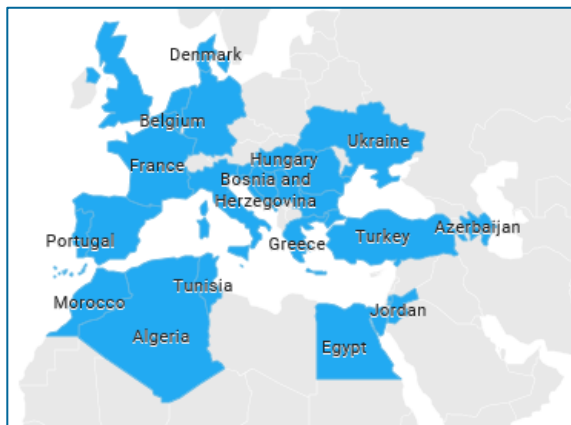 Denmark
Belgium
Ukraine
France
Hungary
Bosnia and
Herzegovina
Portugal
Greece
Turkey
Azerbaijan
Morocco
Tunisia
Jordan
Algeria
Egypt